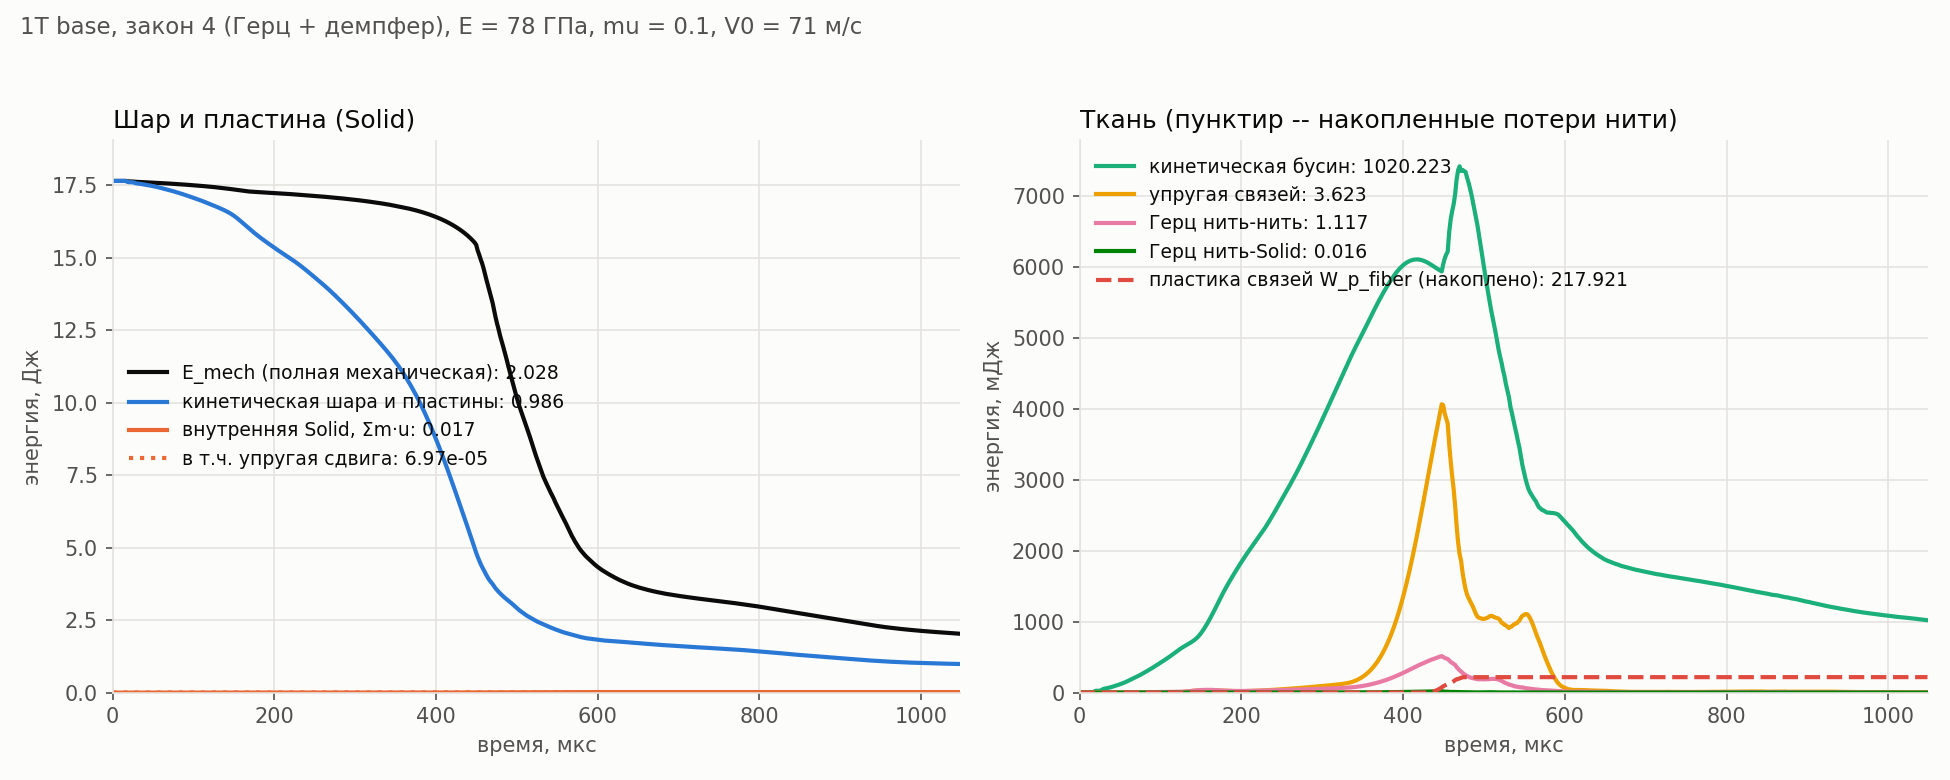 1T base, закон 4 (Герц + демпфер), E = 78 ГПа, mu = 0.1, V0 = 71 м/с
Шар и пластина (Solid)
энергия, Дж
17.5
15.0
12.5
10.0
7.5
5.0
2.5
0.0
E_mech (полная механическая): 2.028
кинетическая шара и пластины: 0.986
внутренняя Solid, Σm·u: 0.017
в т.ч. упругая сдвига: 6.97e-05
0 200 400 600 800 1000
время, мкс
Ткань (пунктир -- накопленные потери нити)
энергия, мДж
7000
6000
5000
4000
3000
2000
1000
0
кинетическая бусин: 1020.223
упругая связей: 3.623
Герц нить-нить: 1.117
Герц нить-Solid: 0.016
пластика связей W_p_fiber (накоплено): 217.921
0 200 400 600 800 1000
время, мкс